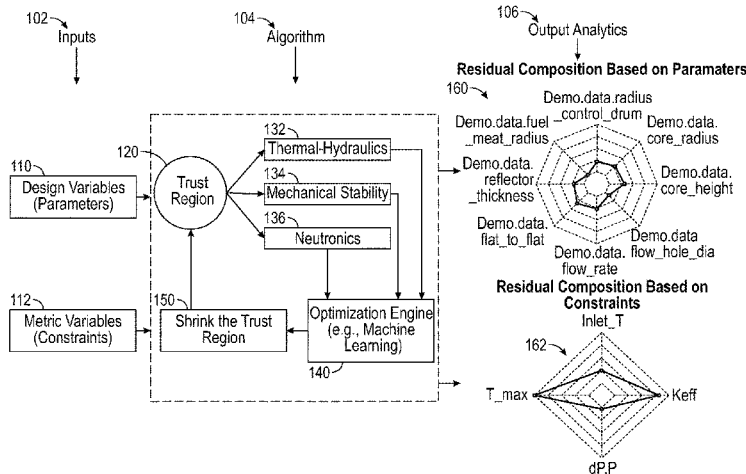 102
Inputs
104
Algorithm
106
Output Analytics
Residual Composition Based on Paramaters
160
Demo.data.radius
_control_drum
Demo.data.fuel
_meat_radius
Demo.data.
core_radius
Demo.data.
reflector
_thickness
Demo.data.
core_height
Demo.data.
flat_to_flat
Demo.data
flow_hole_dia
Demo.data.
flow_rate
110
Design Variables
(Parameters)
120
Trust
Region
132
Thermal-Hydraulics
134
Mechanical Stability
136
Neutronics
112
Metric Variables
(Constraints)
150
Shrink the Trust
Region
Optimization Engine
(e.g., Machine
Learning)
140
Residual Composition Based on
Constraints
Inlet_T
162
T_max
Keff
dP.P